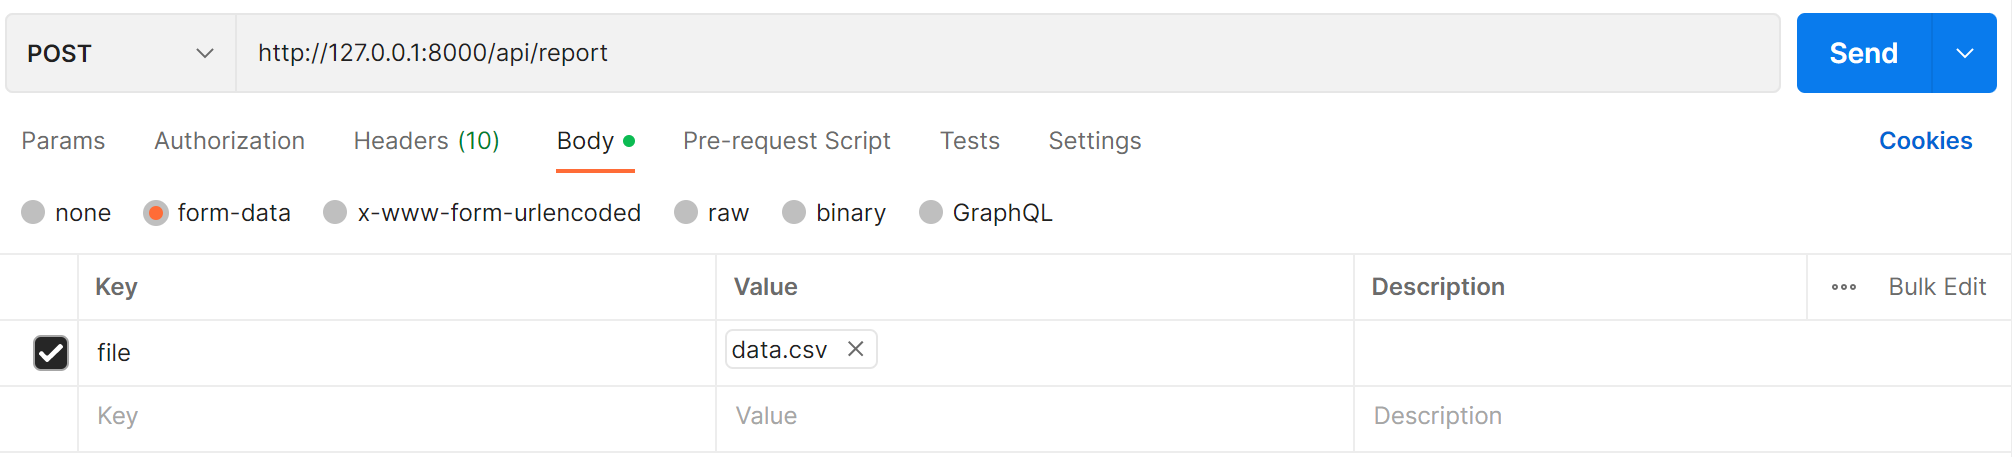 POST http://127.0.0.1:8000/api/report Send
Params Authorization Headers (10) Body Pre-request Script Tests Settings Cookies
none form-data x-www-form-urlencoded raw binary GraphQL
Key Value Description Bulk Edit
file data.csv
Key Value Description